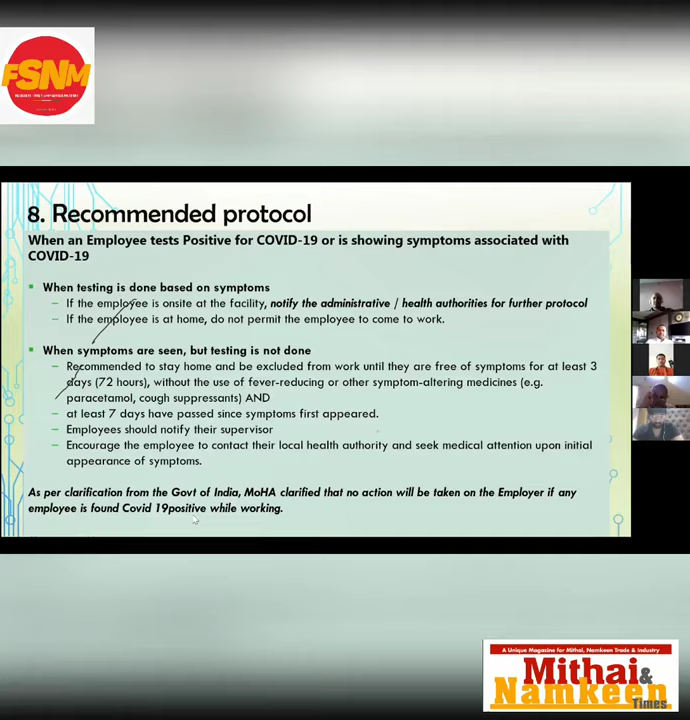 FSNM
8. Recommended protocol
When an Employee tests Positive for COVID-19 or is showing symptoms associated with
COVID-19
When testing is done based on symptoms
– If the employee is onsite at the facility, notify the administrative / health authorities for further protocol
– If the employee is at home, do not permit the employee to come to work.
When symptoms are seen, but testing is not done
– Recommended to stay home and be excluded from work until they are free of symptoms for at least 3
days (72 hours), without the use of fever-reducing or other symptom-altering medicines (e.g.
paracetamol, cough suppressants) AND
– at least 7 days have passed since symptoms first appeared.
– Employees should notify their supervisor
– Encourage the employee to contact their local health authority and seek medical attention upon initial
appearance of symptoms.
As per clarification from the Govt of India, MoHA clarified that no action will be taken on the Employer if any
employee is found Covid 19positive while working.
A Unique Magazine for Mithai, Namkeen Trade & Industry
Mithai &
Namkeen
Times